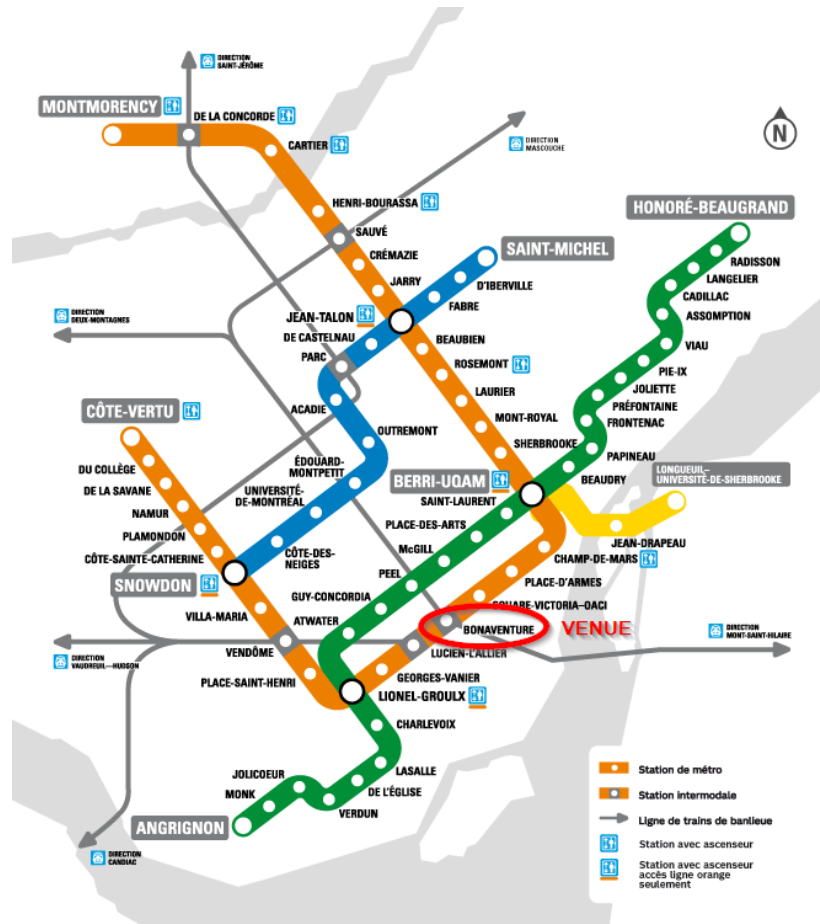 DIRECTION
SAINT-JÉRÔME
MONTMORENCY
DE LA CONCORDE
CARTIER
DIRECTION
MASCOUCHE
N
HENRI-BOURASSA
SAUVÉ
HONORÉ-BEAUGRAND
CRÉMAZIE
SAINT-MICHEL
RADISSON
JARRY
D'IBERVILLE
LANGELIER
FABRE
CADILLAC
DIRECTION
DEUX-MONTAGNES
JEAN-TALON
ASSOMPTION
DE CASTELNAU
BEAUBIEN
VIAU
PARC
ROSEMONT
PIE-IX
LAURIER
JOLIETTE
CÔTE-VERTU
ACADIE
PRÉFONTAINE
MONT-ROYAL
FRONTENAC
OUTREMONT
SHERBROOKE
PAPINEAU
DU COLLÈGE
ÉDOUARD-
MONTPETIT
BERRI-UQAM
BEAUDRY
LONGUEUIL–
UNIVERSITÉ-DE-SHERBROOKE
DE LA SAVANE
UNIVERSITÉ-
DE-MONTRÉAL
SAINT-LAURENT
NAMUR
PLACE-DES-ARTS
PLAMONDON
JEAN-DRAPEAU
CÔTE-SAINTE-CATHERINE
CÔTE-DES-
NEIGES
McGILL
CHAMP-DE-MARS
SNOWDON
PEEL
PLACE-D'ARMES
GUY-CONCORDIA
SQUARE-VICTORIA–OACI
VILLA-MARIA
ATWATER
BONAVENTURE
VENUE
DIRECTION
MONT-SAINT-HILAIRE
VENDÔME
LUCIEN-L'ALLIER
DIRECTION
VAUDREUIL—HUDSON
GEORGES-VANIER
PLACE-SAINT-HENRI
LIONEL-GROULX
CHARLEVOIX
JOLICOEUR
LASALLE
MONK
DE L'ÉGLISE
VERDUN
ANGRIGNON
DIRECTION
CANDIAC
Station de métro
Station intermodale
Ligne de trains de banlieue
Station avec ascenseur
Station avec ascenseur
accès ligne orange
seulement